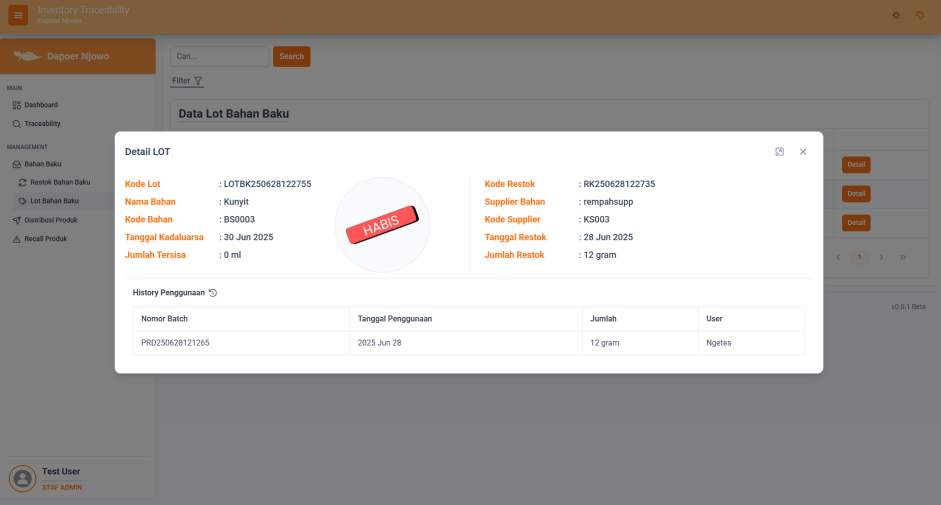 Inventory Traceability
Dapoer Njowo
Dapoer Njowo
MAIN
Dashboard
Traceability
MANAGEMENT
Bahan Baku
Restok Bahan Baku
Lot Bahan Baku
Distribusi Produk
Recall Produk
Test User
STAF ADMIN
Cari...
Search
Filter
Data Lot Bahan Baku
Detail
Detail
Detail
1
v0.0.1 Beta
Detail LOT
Kode Lot : LOTBK250628122755
Nama Bahan : Kunyit
Kode Bahan : BS0003
Tanggal Kadaluarsa : 30 Jun 2025
Jumlah Tersisa : 0 ml
HABIS
Kode Restok : RK250628122735
Supplier Bahan : rempahsupp
Kode Supplier : KS003
Tanggal Restok : 28 Jun 2025
Jumlah Restok : 12 gram
History Penggunaan
Nomor Batch Tanggal Penggunaan Jumlah User
PRD250628121265 2025 Jun 28 12 gram Ngetes